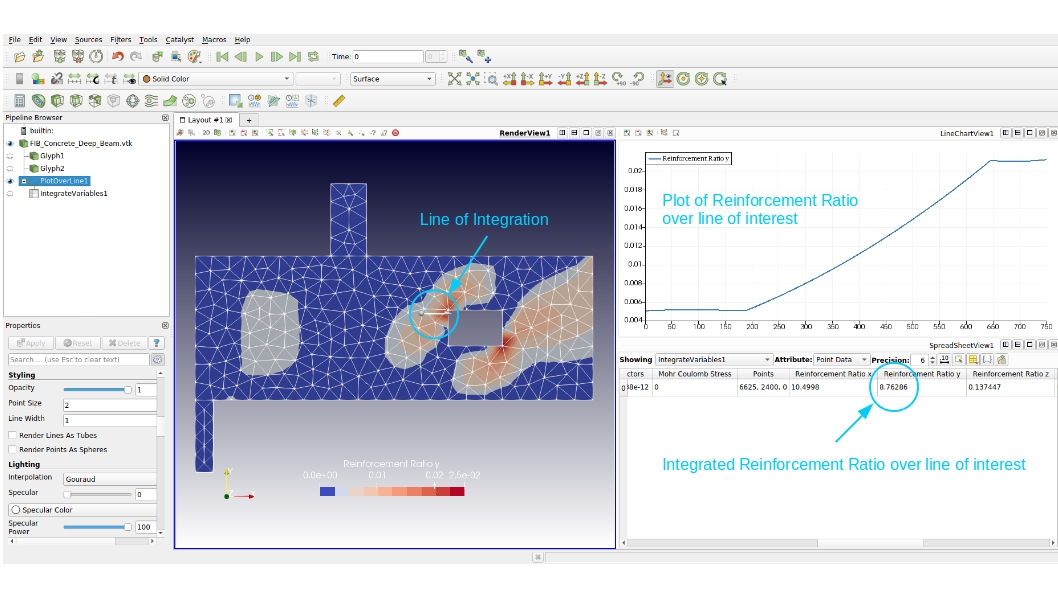 File Edit View Sources Filters Tools Catalyst Macros Help
Time: 0
Solid Color
Surface
Pipeline Browser
Layout #1
+
builtin:
FIB_Concrete_Deep_Beam.vtk
Glyph1
Glyph2
PlotOverLine1
IntegrateVariables1
2D
RenderView1
LineChartView1
Line of Integration
Reinforcement Ratio y
0.0e+00 0.01 0.02 2.5e-02
Y
X
Z
Reinforcement Ratio y
Plot of Reinforcement Ratio
over line of interest
0.02
0.018
0.016
0.014
0.012
0.01
0.008
0.006
0.004
0 50 100 150 200 250 300 350 400 450 500 550 600 650 700 750
Properties
Apply Reset Delete ?
Search ... (use Esc to clear text)
Styling
Opacity 1
Point Size 2
Line Width 1
Render Lines As Tubes
Render Points As Spheres
Lighting
Interpolation Gouraud
Specular 0
Specular Color
Specular
Power 100
SpreadSheetView1
Showing IntegrateVariables1 Attribute: Point Data Precision: 6
ctors Mohr Coulomb Stress Points Reinforcement Ratio x Reinforcement Ratio y Reinforcement Ratio z
0 8e-12 0 6625, 2400, 0 10.4998 8.76286 0.137447
Integrated Reinforcement Ratio over line of interest